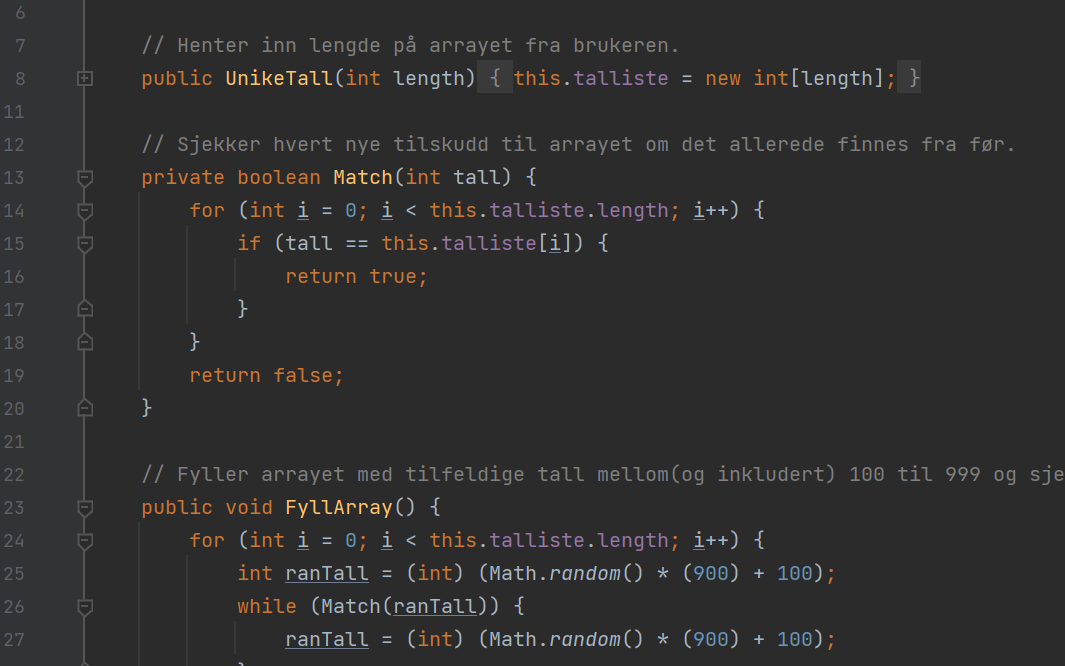 6
7 // Henter inn lengde på arrayet fra brukeren.
8 public UnikeTall(int length) { this.talliste = new int[length]; }
11
12 // Sjekker hvert nye tilskudd til arrayet om det allerede finnes fra før.
13 private boolean Match(int tall) {
14 for (int i = 0; i < this.talliste.length; i++) {
15 if (tall == this.talliste[i]) {
16 return true;
17 }
18 }
19 return false;
20 }
21
22 // Fyller arrayet med tilfeldige tall mellom(og inkludert) 100 til 999 og sje
23 public void FyllArray() {
24 for (int i = 0; i < this.talliste.length; i++) {
25 int ranTall = (int) (Math.random() * (900) + 100);
26 while (Match(ranTall)) {
27 ranTall = (int) (Math.random() * (900) + 100);
}